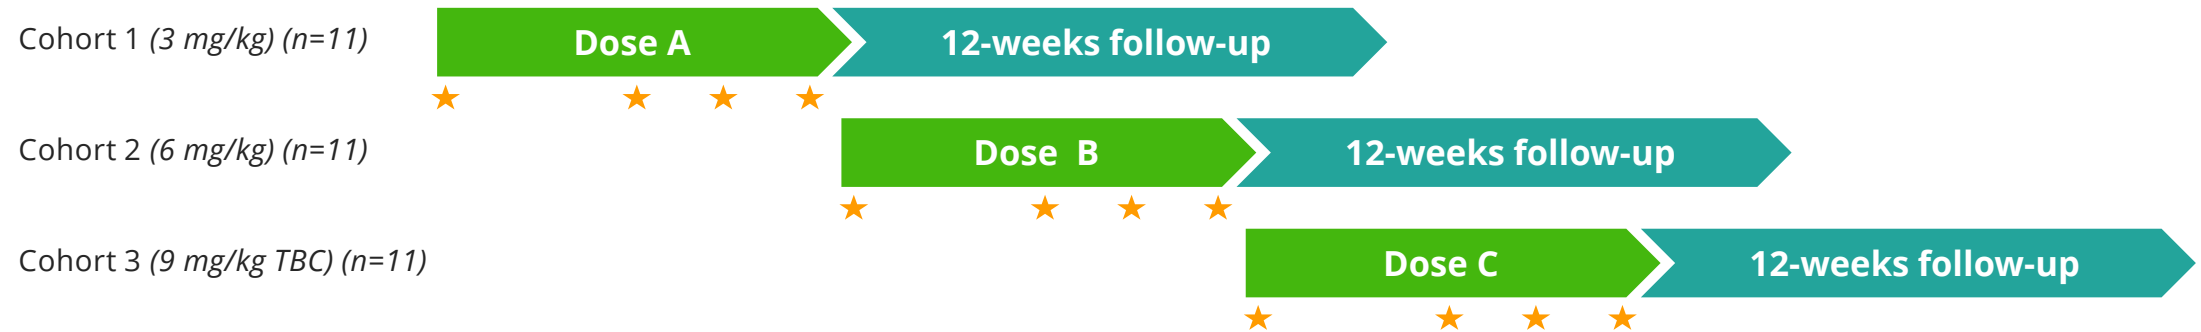 Cohort 1 (3 mg/kg) (n=11)
Dose A
12-weeks follow-up
Cohort 2 (6 mg/kg) (n=11)
Dose B
12-weeks follow-up
Cohort 3 (9 mg/kg TBC) (n=11)
Dose C
12-weeks follow-up